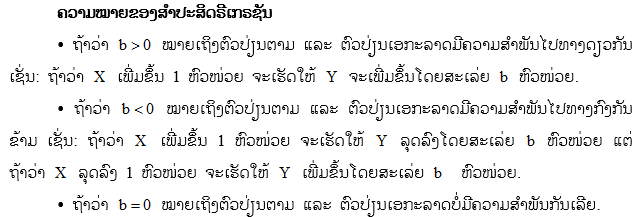 ຄວາມໝາຍຂອງສຳປະສິດຣີເກຣຊັນ
• ຖ້າວ່າ b > 0 ໝາຍເຖິງຕົວປ່ຽນຕາມ ແລະ ຕົວປ່ຽນເອກະລາດມີຄວາມສຳພັນໄປທາງດຽວກັນ
ເຊັ່ນ: ຖ້າວ່າ X ເພີ່ມຂຶ້ນ 1 ຫົວໜ່ວຍ ຈະເຮັດໃຫ້ Y ຈະເພີ່ມຂຶ້ນໂດຍສະເລ່ຍ b ຫົວໜ່ວຍ.
• ຖ້າວ່າ b < 0 ໝາຍເຖິງຕົວປ່ຽນຕາມ ແລະ ຕົວປ່ຽນເອກະລາດມີຄວາມສຳພັນໄປທາງກົງກັນ
ຂ້າມ ເຊັ່ນ: ຖ້າວ່າ X ເພີ່ມຂຶ້ນ 1 ຫົວໜ່ວຍ ຈະເຮັດໃຫ້ Y ລຸດລົງໂດຍສະເລ່ຍ b ຫົວໜ່ວຍ ແຕ່
ຖ້າວ່າ X ລຸດລົງ 1 ຫົວໜ່ວຍ ຈະເຮັດໃຫ້ Y ເພີ່ມຂຶ້ນໂດຍສະເລ່ຍ b ຫົວໜ່ວຍ.
• ຖ້າວ່າ b = 0 ໝາຍເຖິງຕົວປ່ຽນຕາມ ແລະ ຕົວປ່ຽນເອກະລາດບໍ່ມີຄວາມສຳພັນກັນເລີຍ.